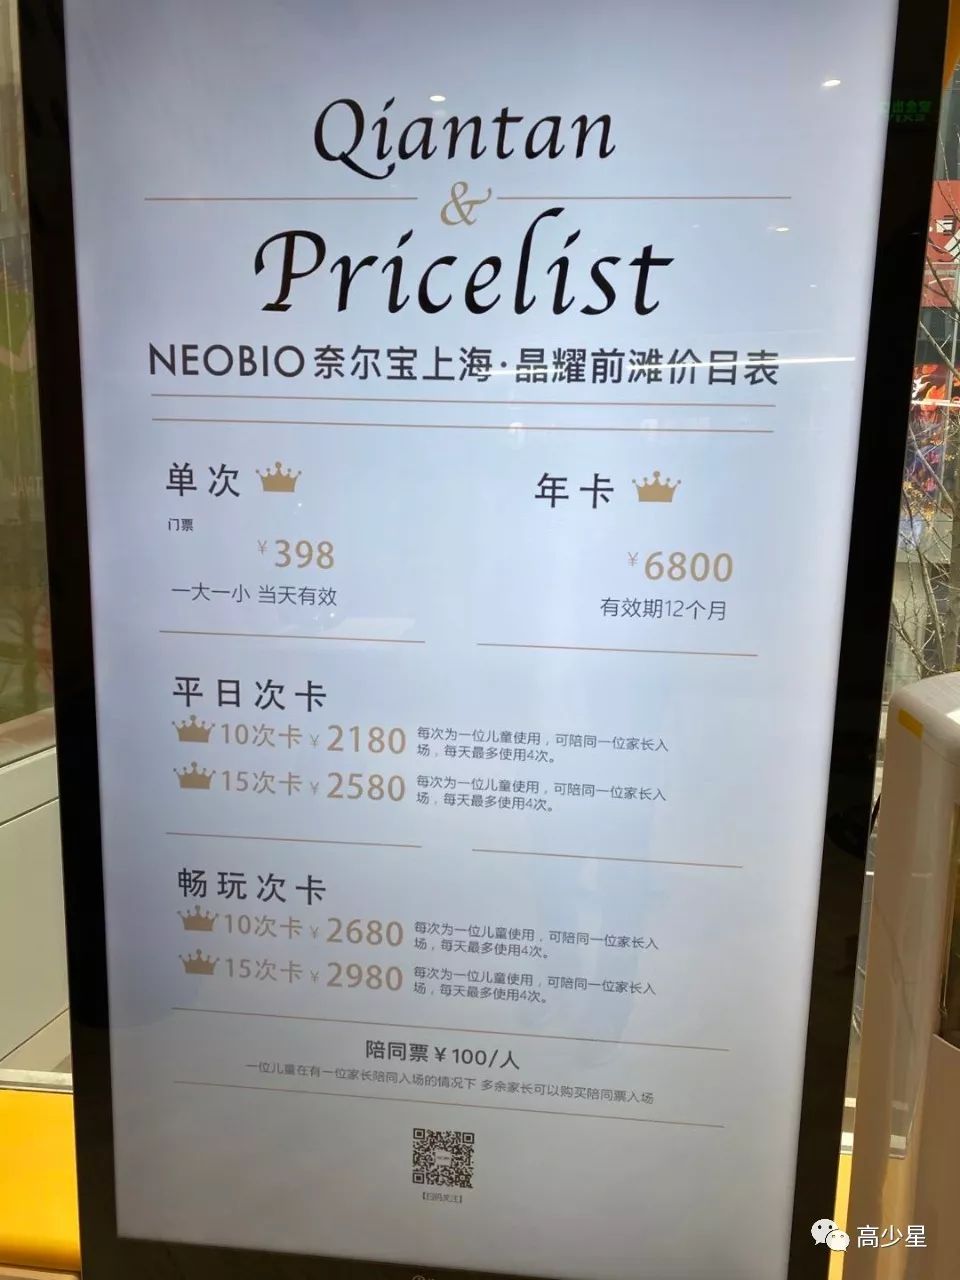 Qiantan
&
Pricelist
NEOBIO奈尔宝上海·晶耀前滩价目表
单次
门票
¥398
一大一小 当天有效
年卡
¥6800
有效期12个月
平日次卡
10次卡¥2180
每次为一位儿童使用，可陪同一位家长入
场，每天最多使用4次。
15次卡¥2580
每次为一位儿童使用，可陪同一位家长入
场，每天最多使用4次。
畅玩次卡
10次卡¥2680
每次为一位儿童使用，可陪同一位家长入
场，每天最多使用4次。
15次卡¥2980
每次为一位儿童使用，可陪同一位家长入
场，每天最多使用4次。
陪同票¥100/人
一位儿童在有一位家长陪同入场的情况下 多余家长可以购买陪同票入场
【扫码关注】
高少星